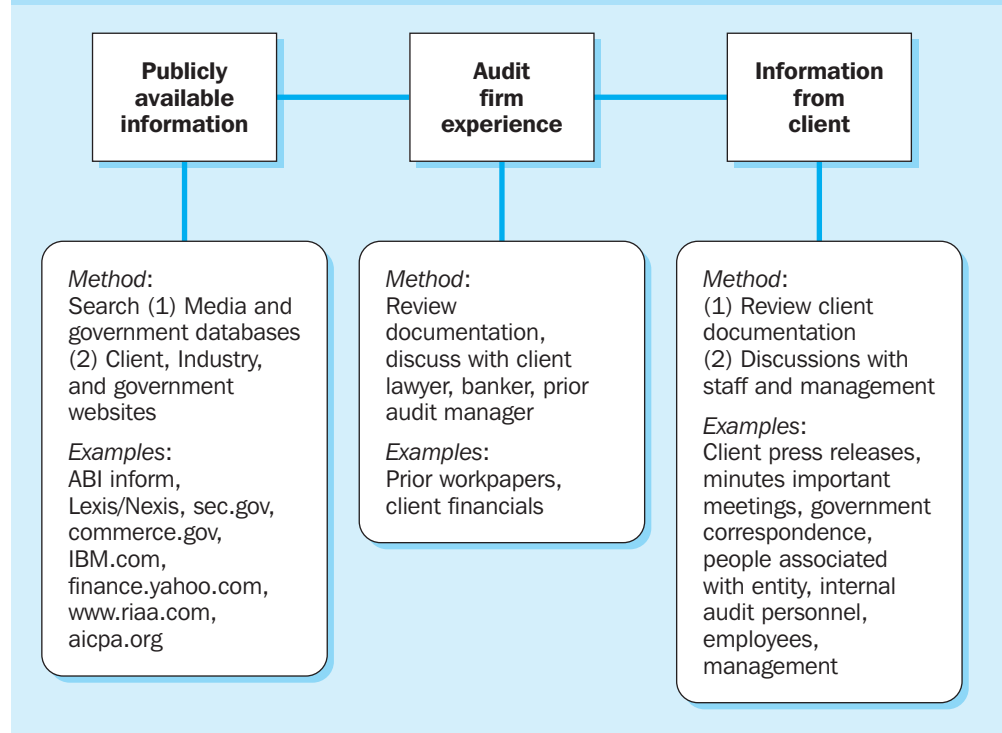 Publicly
available
information
Audit
firm
experience
Information
from
client
Method:
Search (1) Media and
government databases
(2) Client, Industry,
and government
websites
Examples:
ABI inform,
Lexis/Nexis, sec.gov,
commerce.gov,
IBM.com,
finance.yahoo.com,
www.riaa.com,
aicpa.org
Method:
Review
documentation,
discuss with client
lawyer, banker, prior
audit manager
Examples:
Prior workpapers,
client financials
Method:
(1) Review client
documentation
(2) Discussions with
staff and management
Examples:
Client press releases,
minutes important
meetings, government
correspondence,
people associated
with entity, internal
audit personnel,
employees,
management